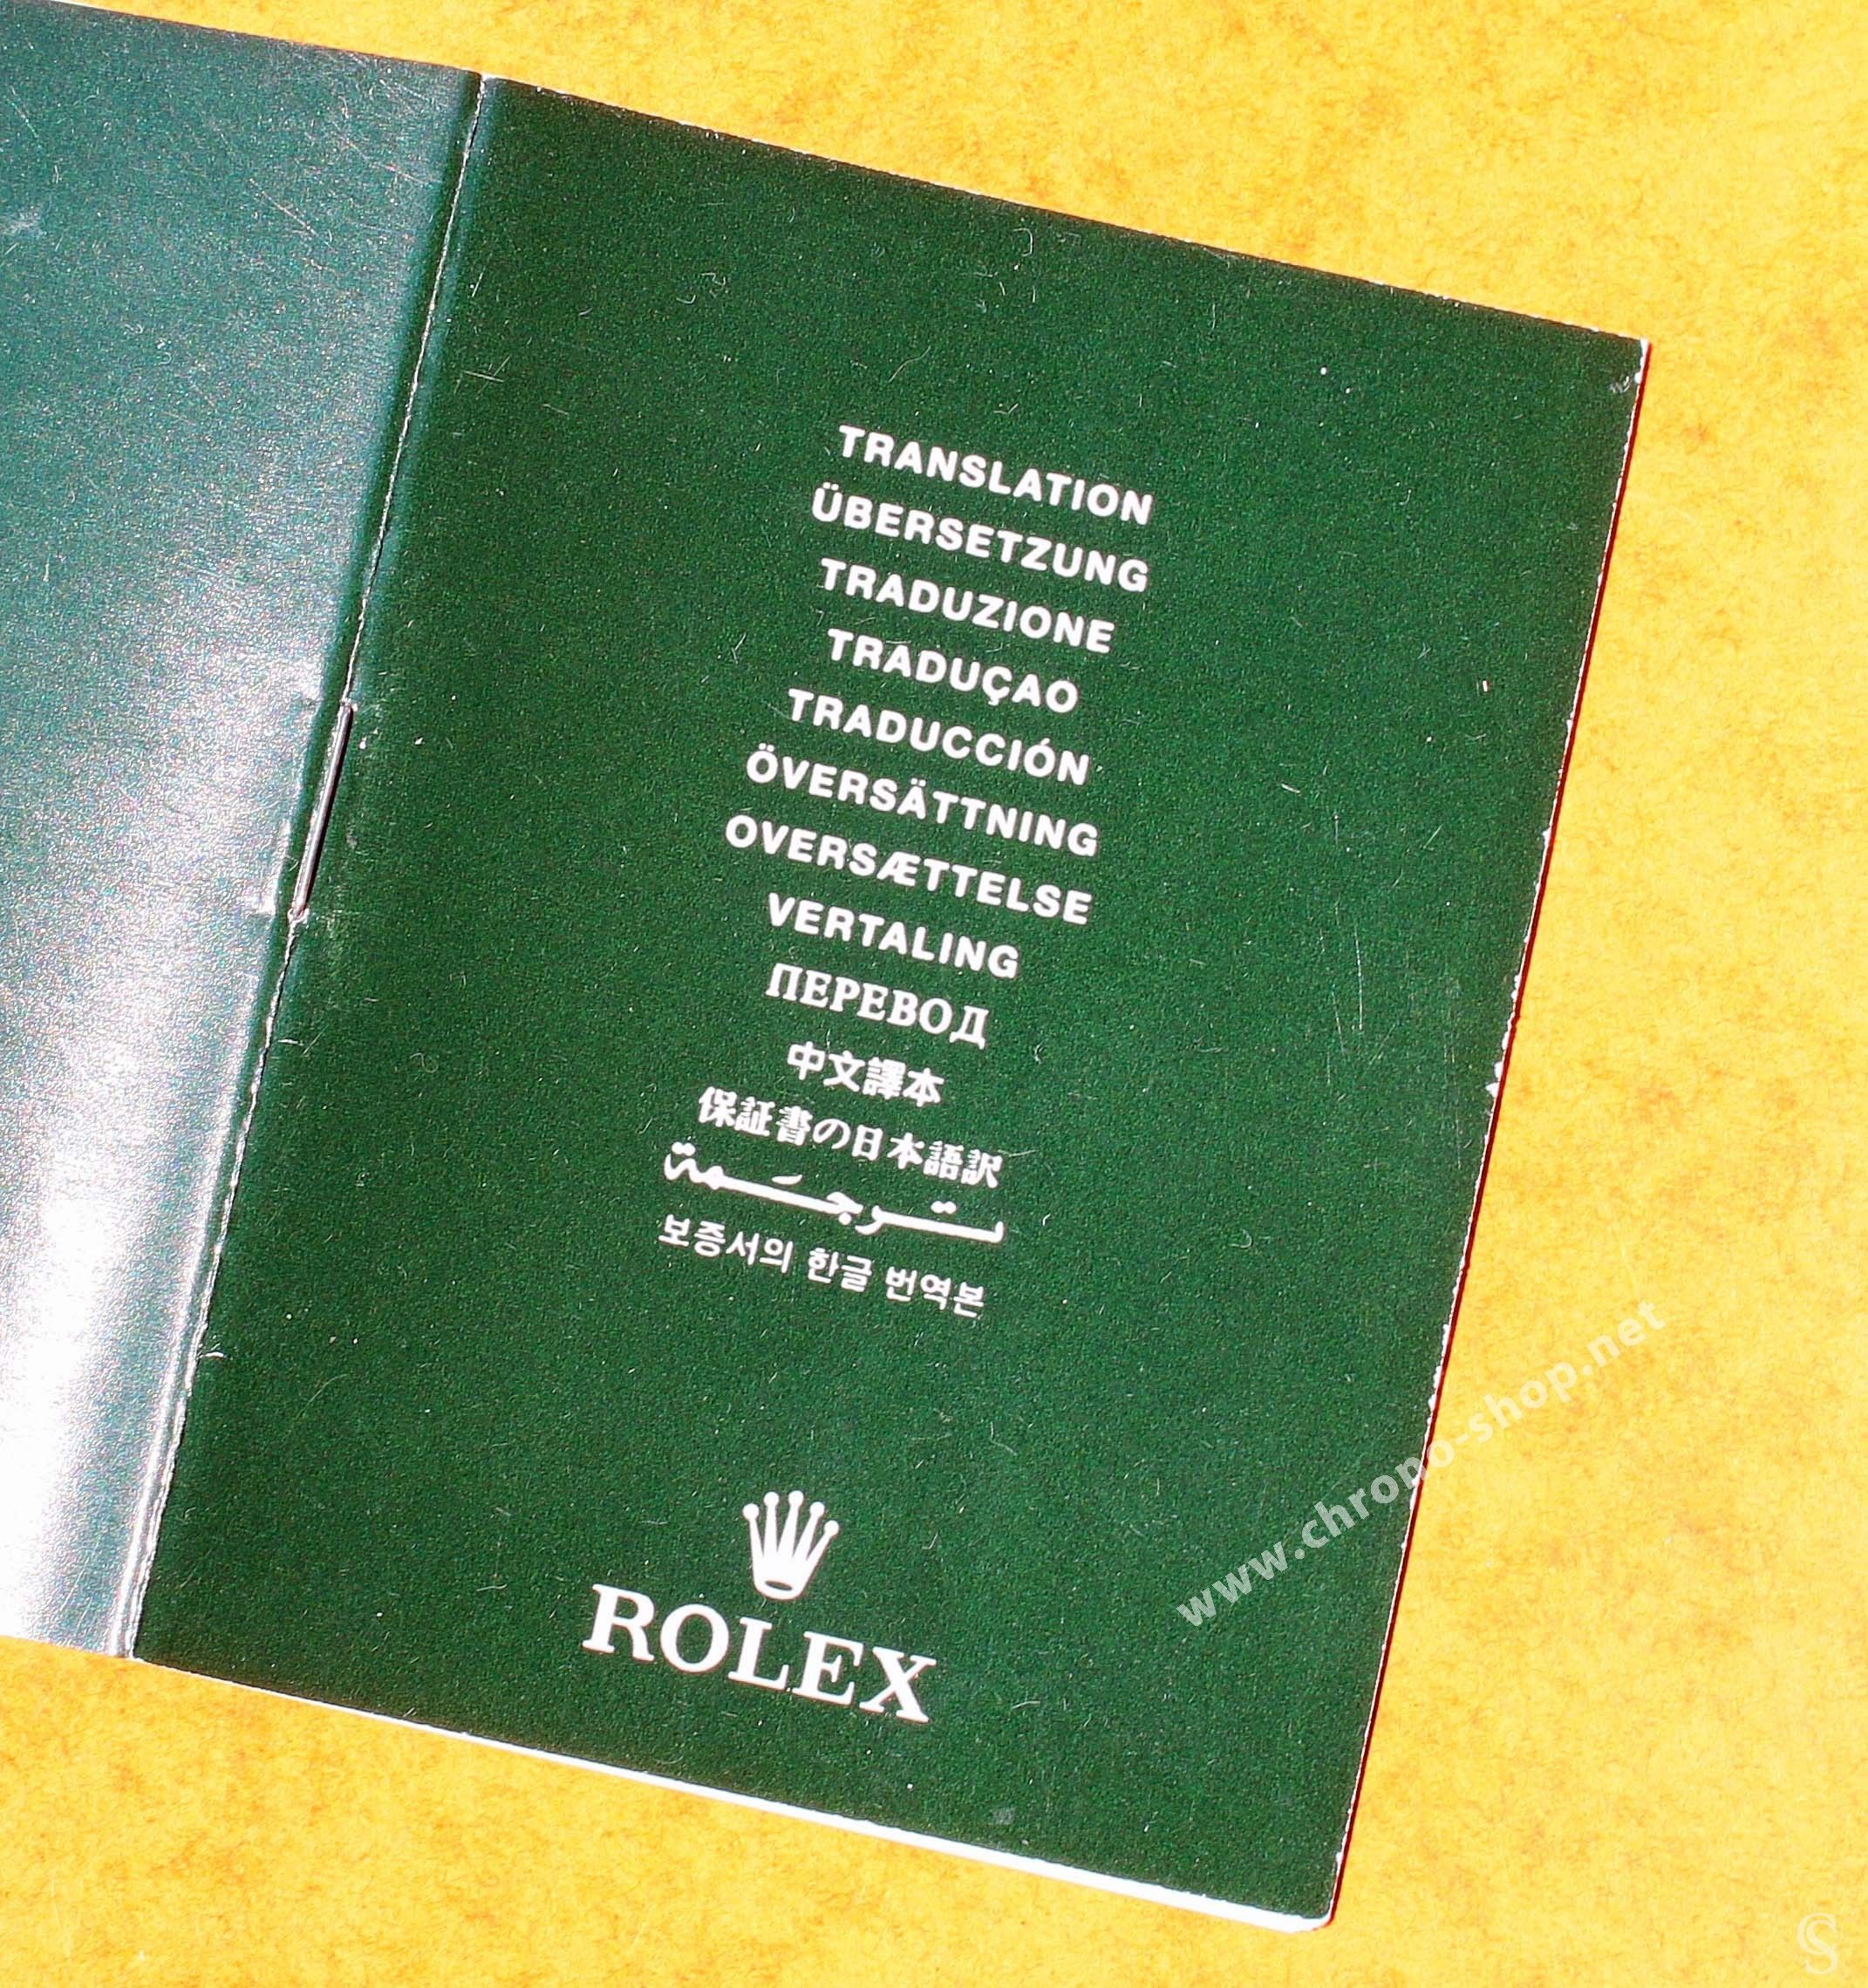 TRANSLATION
ÜBERSETZUNG
TRADUZIONE
TRADUÇAO
TRADUCCIÓN
ÖVERSÄTTNING
OVERSÆTTELSE
VERTALING
ПЕРЕВОД
中文譯本
保証書の日本語訳
ترجمة
보증서의 한글 번역본
ROLEX
www.chrono-shop.net